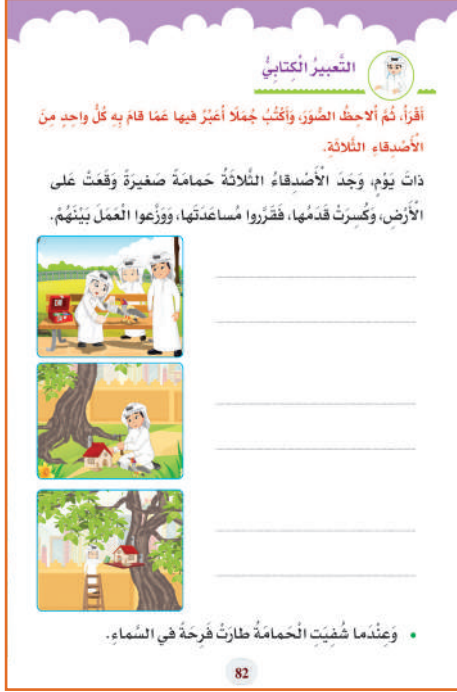 التَّعبيرُ الْكِتابِيُّ
أَقْرَأُ، ثُمَّ أُلاحِظُ الصُّوَرَ، وَأَكْتُبُ جُمَلًا أُعَبِّرُ فيها عَمّا قامَ بِهِ كُلُّ واحِدٍ مِنَ
الْأَصْدِقاءِ الثَّلاثَةِ.
ذاتَ يَوْمٍ، وَجَدَ الْأَصْدِقاءُ الثَّلاثَةُ حَمامَةً صَغيرَةً وَقَعَتْ عَلى
الْأَرْضِ، وَكُسِرَتْ قَدَمُها، فَقَرَّروا مُساعَدَتَها، وَوَزَّعوا الْعَمَلَ بَيْنَهُمْ.
• وَعِنْدَما شُفِيَتِ الْحَمامَةُ طارَتْ فَرِحَةً في السَّماءِ.
82